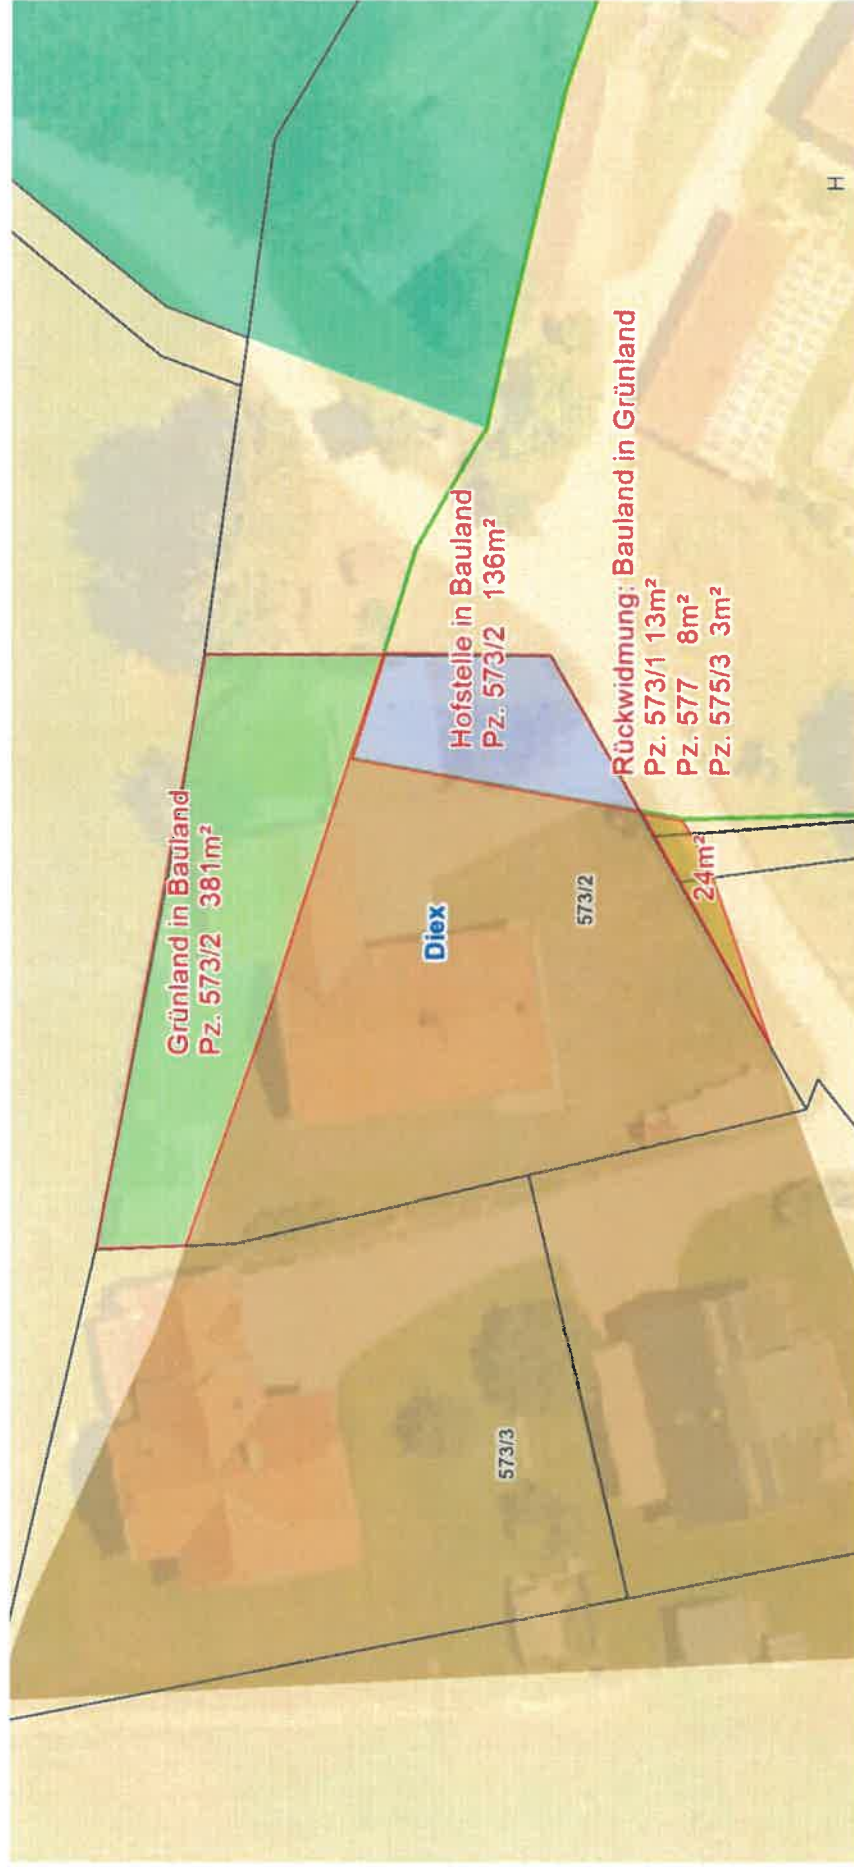 Grünland in Bauland
Pz. 573/2 381m²
Diex
Hofstelle in Bauland
Pz. 573/2 136m²
573/2
573/3
Rückwidmung: Bauland in Grünland
Pz. 573/1 13m²
Pz. 577 8m²
Pz. 575/3 3m²
24m²
H